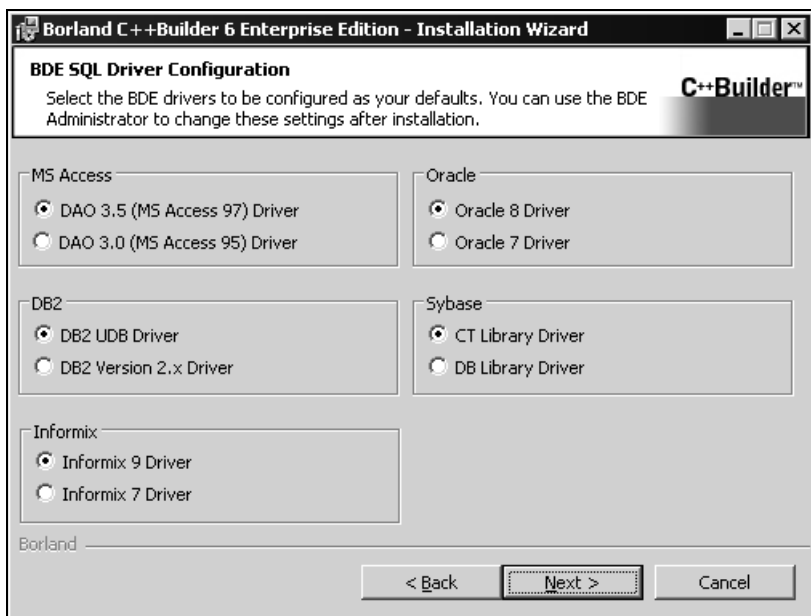 Borland C++Builder 6 Enterprise Edition - Installation Wizard
BDE SQL Driver Configuration
Select the BDE drivers to be configured as your defaults. You can use the BDE
Administrator to change these settings after installation.
C++Builder™
MS Access
DAO 3.5 (MS Access 97) Driver
DAO 3.0 (MS Access 95) Driver
Oracle
Oracle 8 Driver
Oracle 7 Driver
DB2
DB2 UDB Driver
DB2 Version 2.x Driver
Sybase
CT Library Driver
DB Library Driver
Informix
Informix 9 Driver
Informix 7 Driver
Borland
< Back
Next >
Cancel